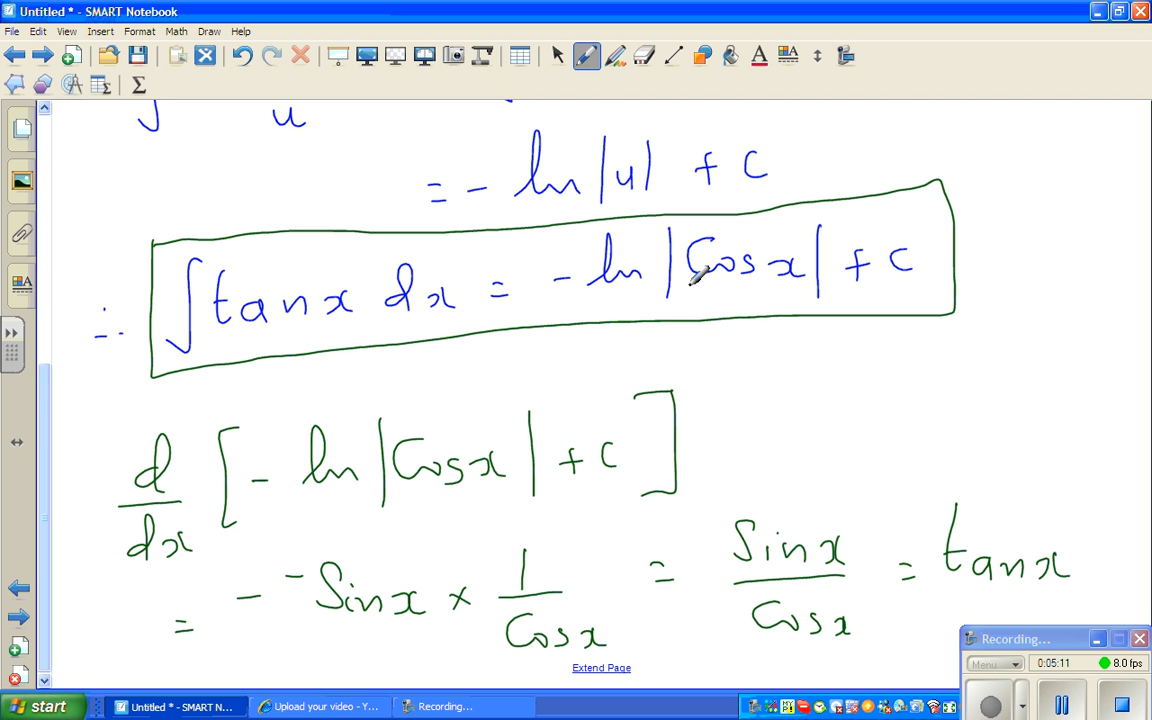 Untitled * - SMART Notebook
File Edit View Insert Format Math Draw Help
∫ u
= - ln |u| + c
∴ ∫ tan x dx = - ln |Cos x| + c
d/dx [ - ln |Cos x| + c ]
= - - Sin x × 1/Cos x = Sin x/Cos x = tan x
Extend Page
Recording...
Menu 0:05:11 8.0 fps
start Untitled * - SMART N... Upload your video - Y... Recording...